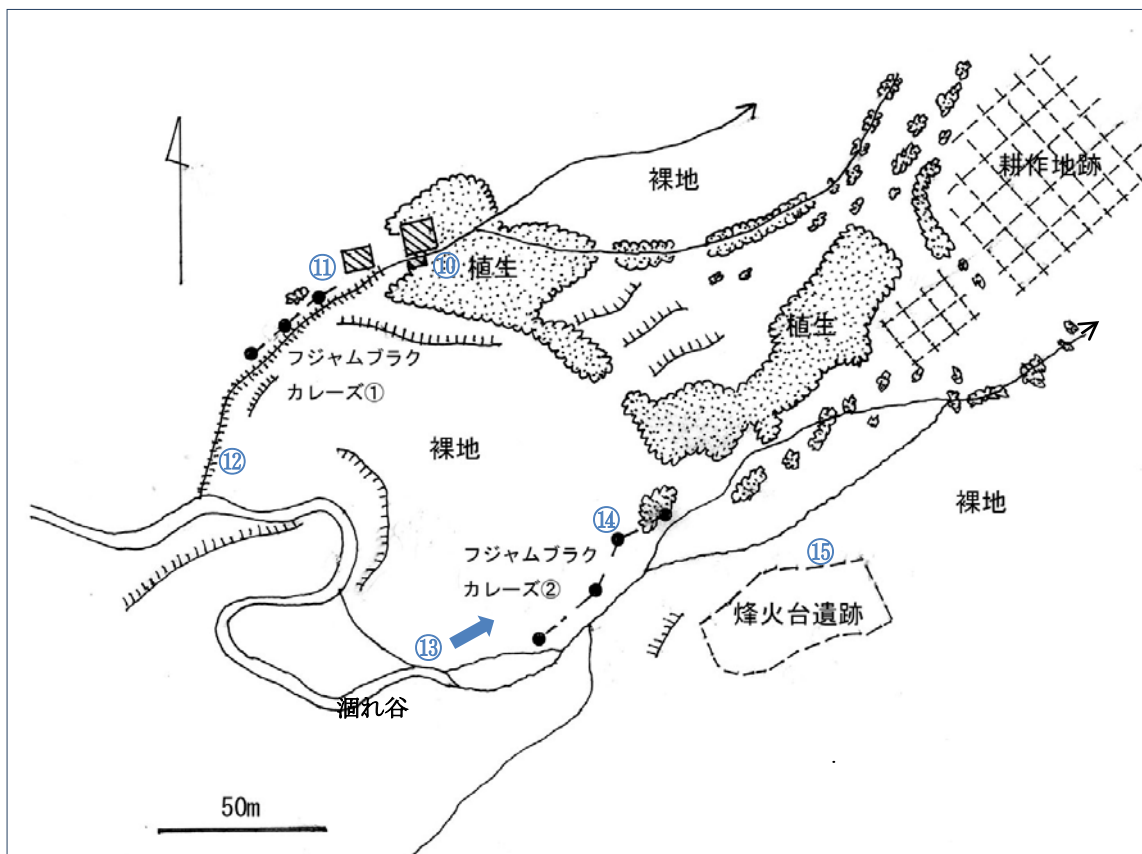 裸地
耕作地跡
⑪
⑩
植生
植生
フジャムブラク
カレーズ①
⑫
裸地
裸地
⑭
フジャムブラク
カレーズ②
⑮
烽火台遺跡
⑬
涸れ谷
50m